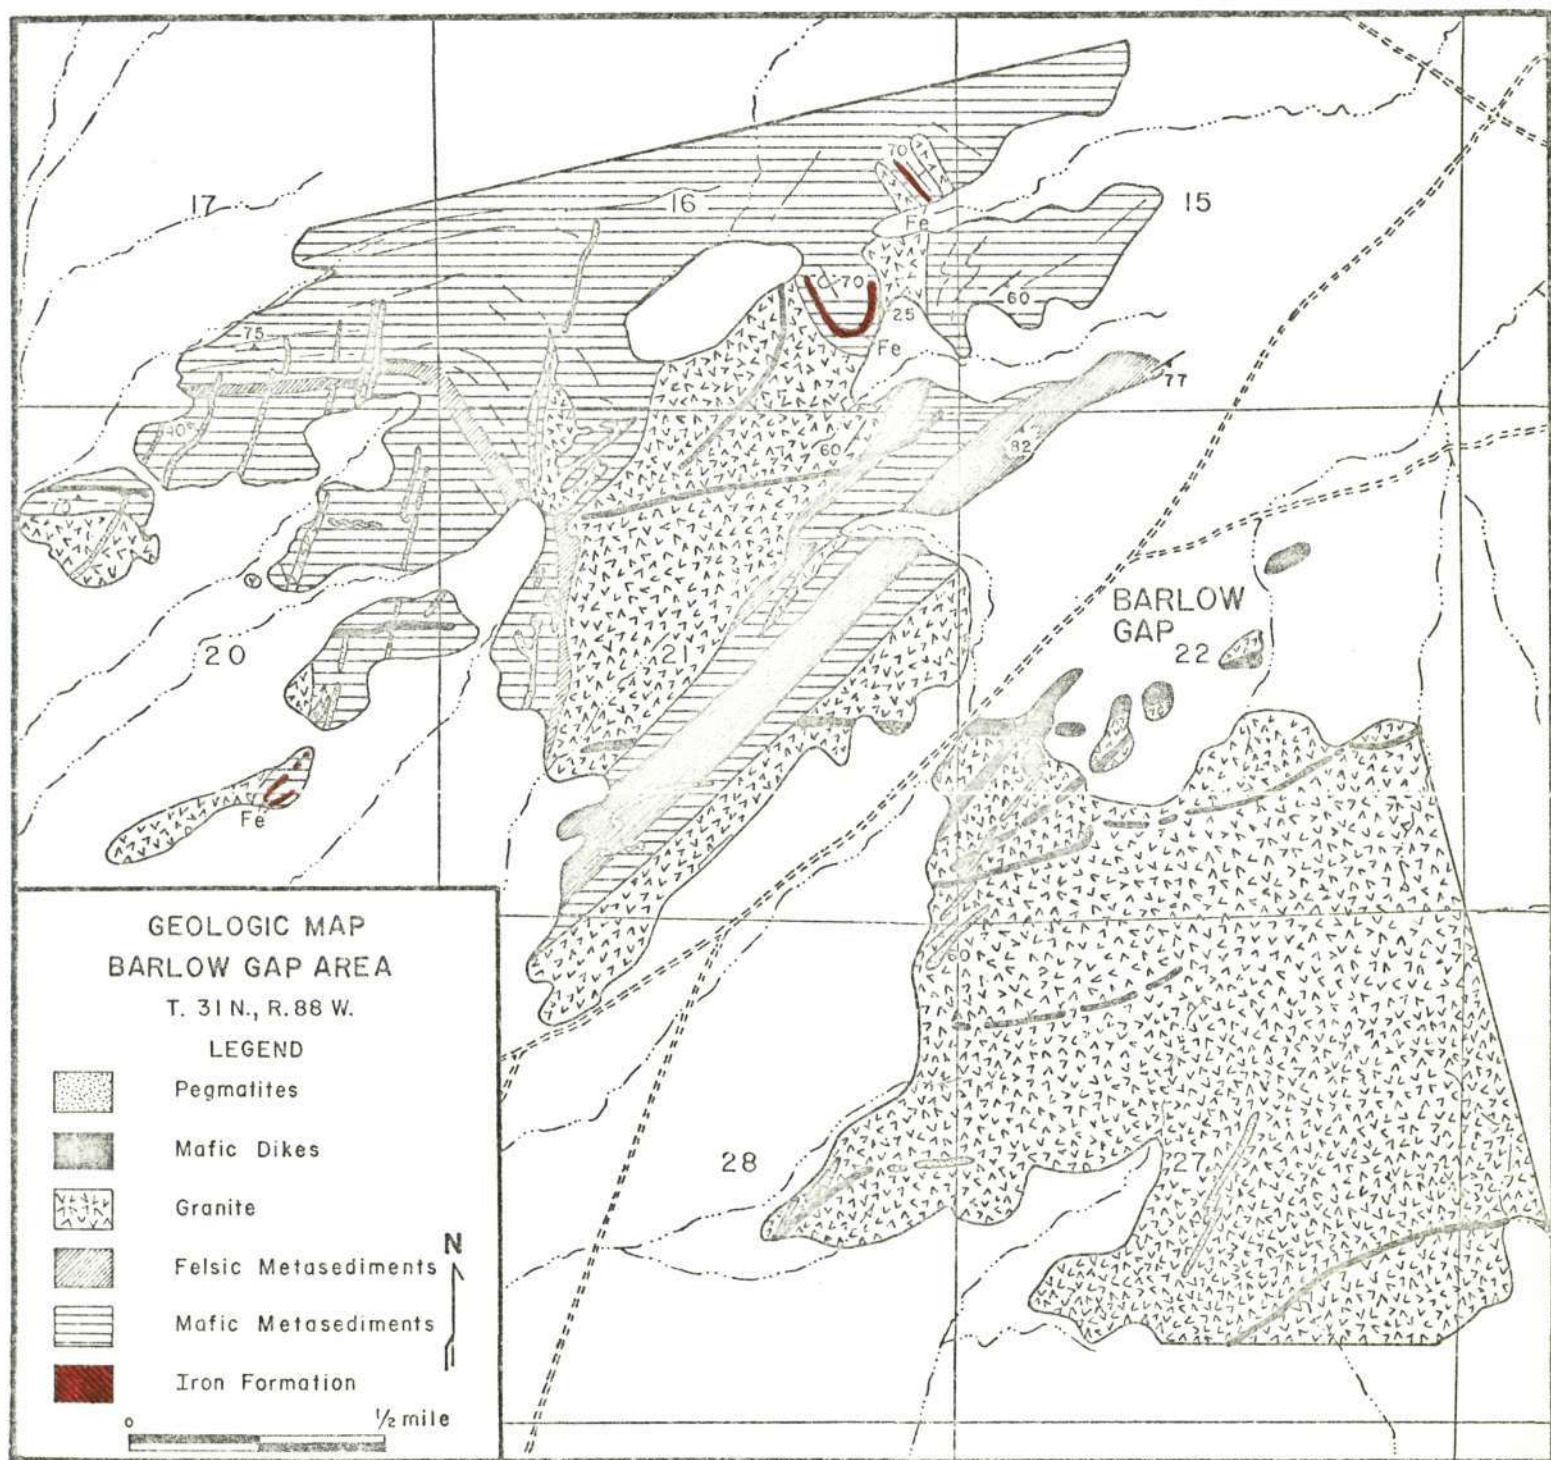 70
17
16
15
Fe
C 70
60
25
75
Fe
77
40
60
82
BARLOW
GAP
22
20
21
Fe
60
GEOLOGIC MAP
BARLOW GAP AREA
T. 31 N., R. 88 W.
LEGEND
Pegmatites
Mafic Dikes
Granite
Felsic Metasediments
Mafic Metasediments
Iron Formation
N
0
1/2 mile
28
27